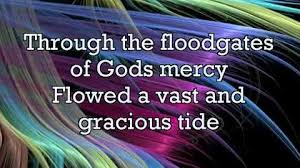 Through the floodgates
of Gods mercy
Flowed a vast and
gracious tide